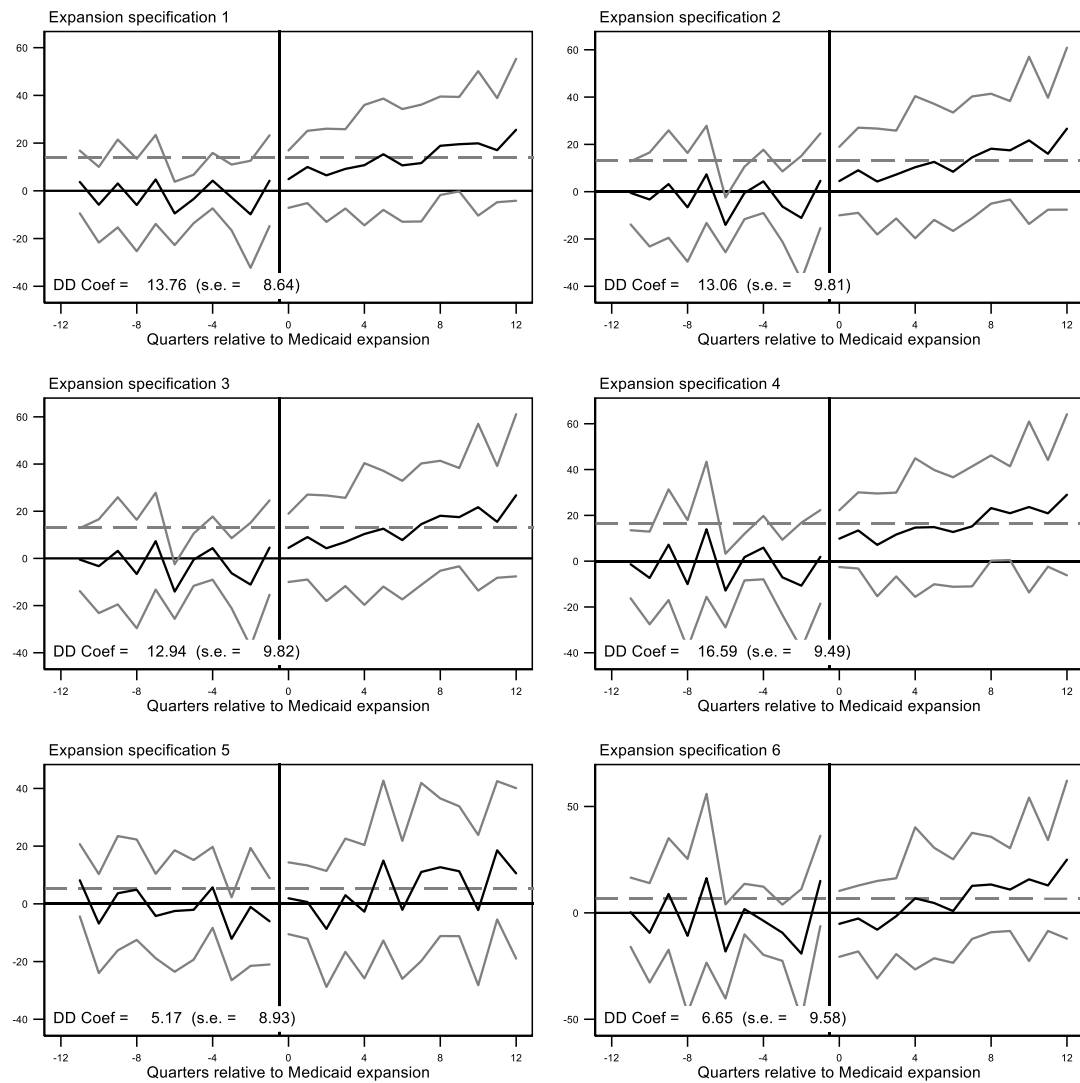 Expansion specification 1
60
40
20
0
-20
-40
DD Coef = 13.76 (s.e. = 8.64)
-12 -8 -4 0 4 8 12
Quarters relative to Medicaid expansion
Expansion specification 2
60
40
20
0
-20
-40
DD Coef = 13.06 (s.e. = 9.81)
-12 -8 -4 0 4 8 12
Quarters relative to Medicaid expansion
Expansion specification 3
60
40
20
0
-20
-40
DD Coef = 12.94 (s.e. = 9.82)
-12 -8 -4 0 4 8 12
Quarters relative to Medicaid expansion
Expansion specification 4
60
40
20
0
-20
-40
DD Coef = 16.59 (s.e. = 9.49)
-12 -8 -4 0 4 8 12
Quarters relative to Medicaid expansion
Expansion specification 5
40
20
0
-20
-40
DD Coef = 5.17 (s.e. = 8.93)
-12 -8 -4 0 4 8 12
Quarters relative to Medicaid expansion
Expansion specification 6
50
0
-50
DD Coef = 6.65 (s.e. = 9.58)
-12 -8 -4 0 4 8 12
Quarters relative to Medicaid expansion